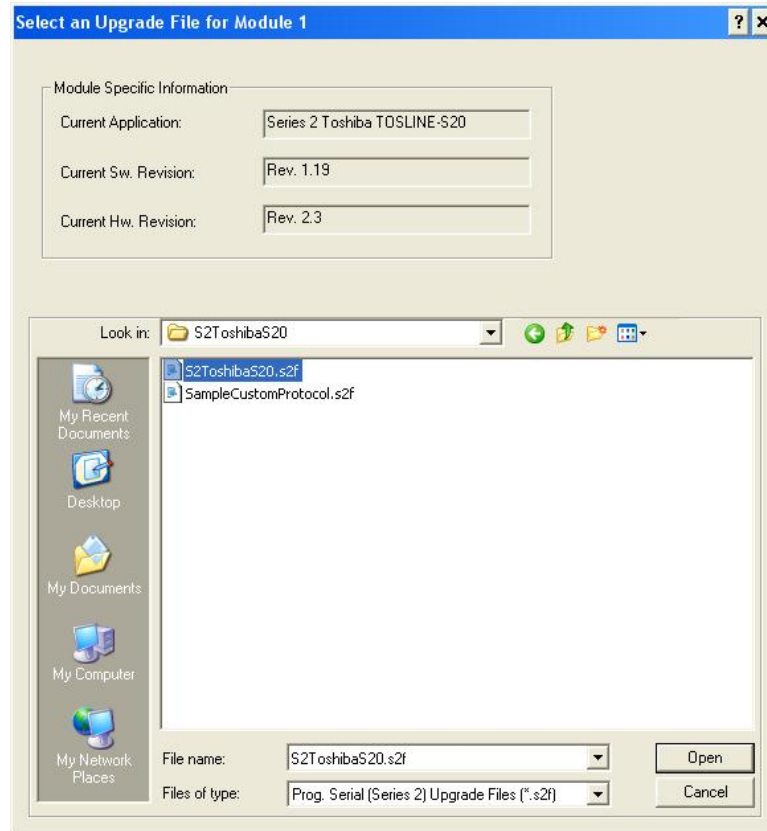 Select an Upgrade File for Module 1
Module Specific Information
Current Application:
Series 2 Toshiba TOSLINE-S20
Current Sw. Revision:
Rev. 1.19
Current Hw. Revision:
Rev. 2.3
Look in:
S2ToshibaS20
S2ToshibaS20.s2f
SampleCustomProtocol.s2f
My Recent
Documents
Desktop
My Documents
My Computer
My Network
Places
File name:
S2ToshibaS20.s2f
Open
Files of type:
Prog. Serial (Series 2) Upgrade Files (*.s2f)
Cancel